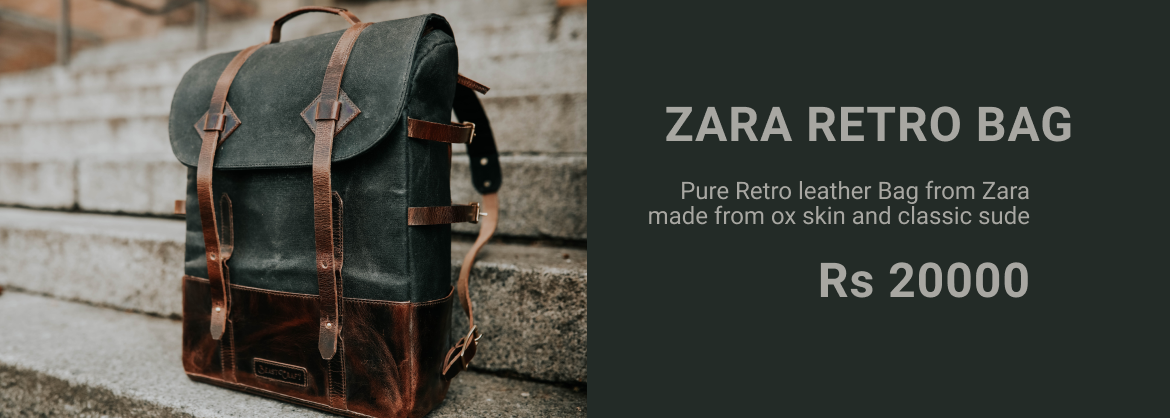 ZARA RETRO BAG
Pure Retro leather Bag from Zara
made from ox skin and classic sude
Rs 20000